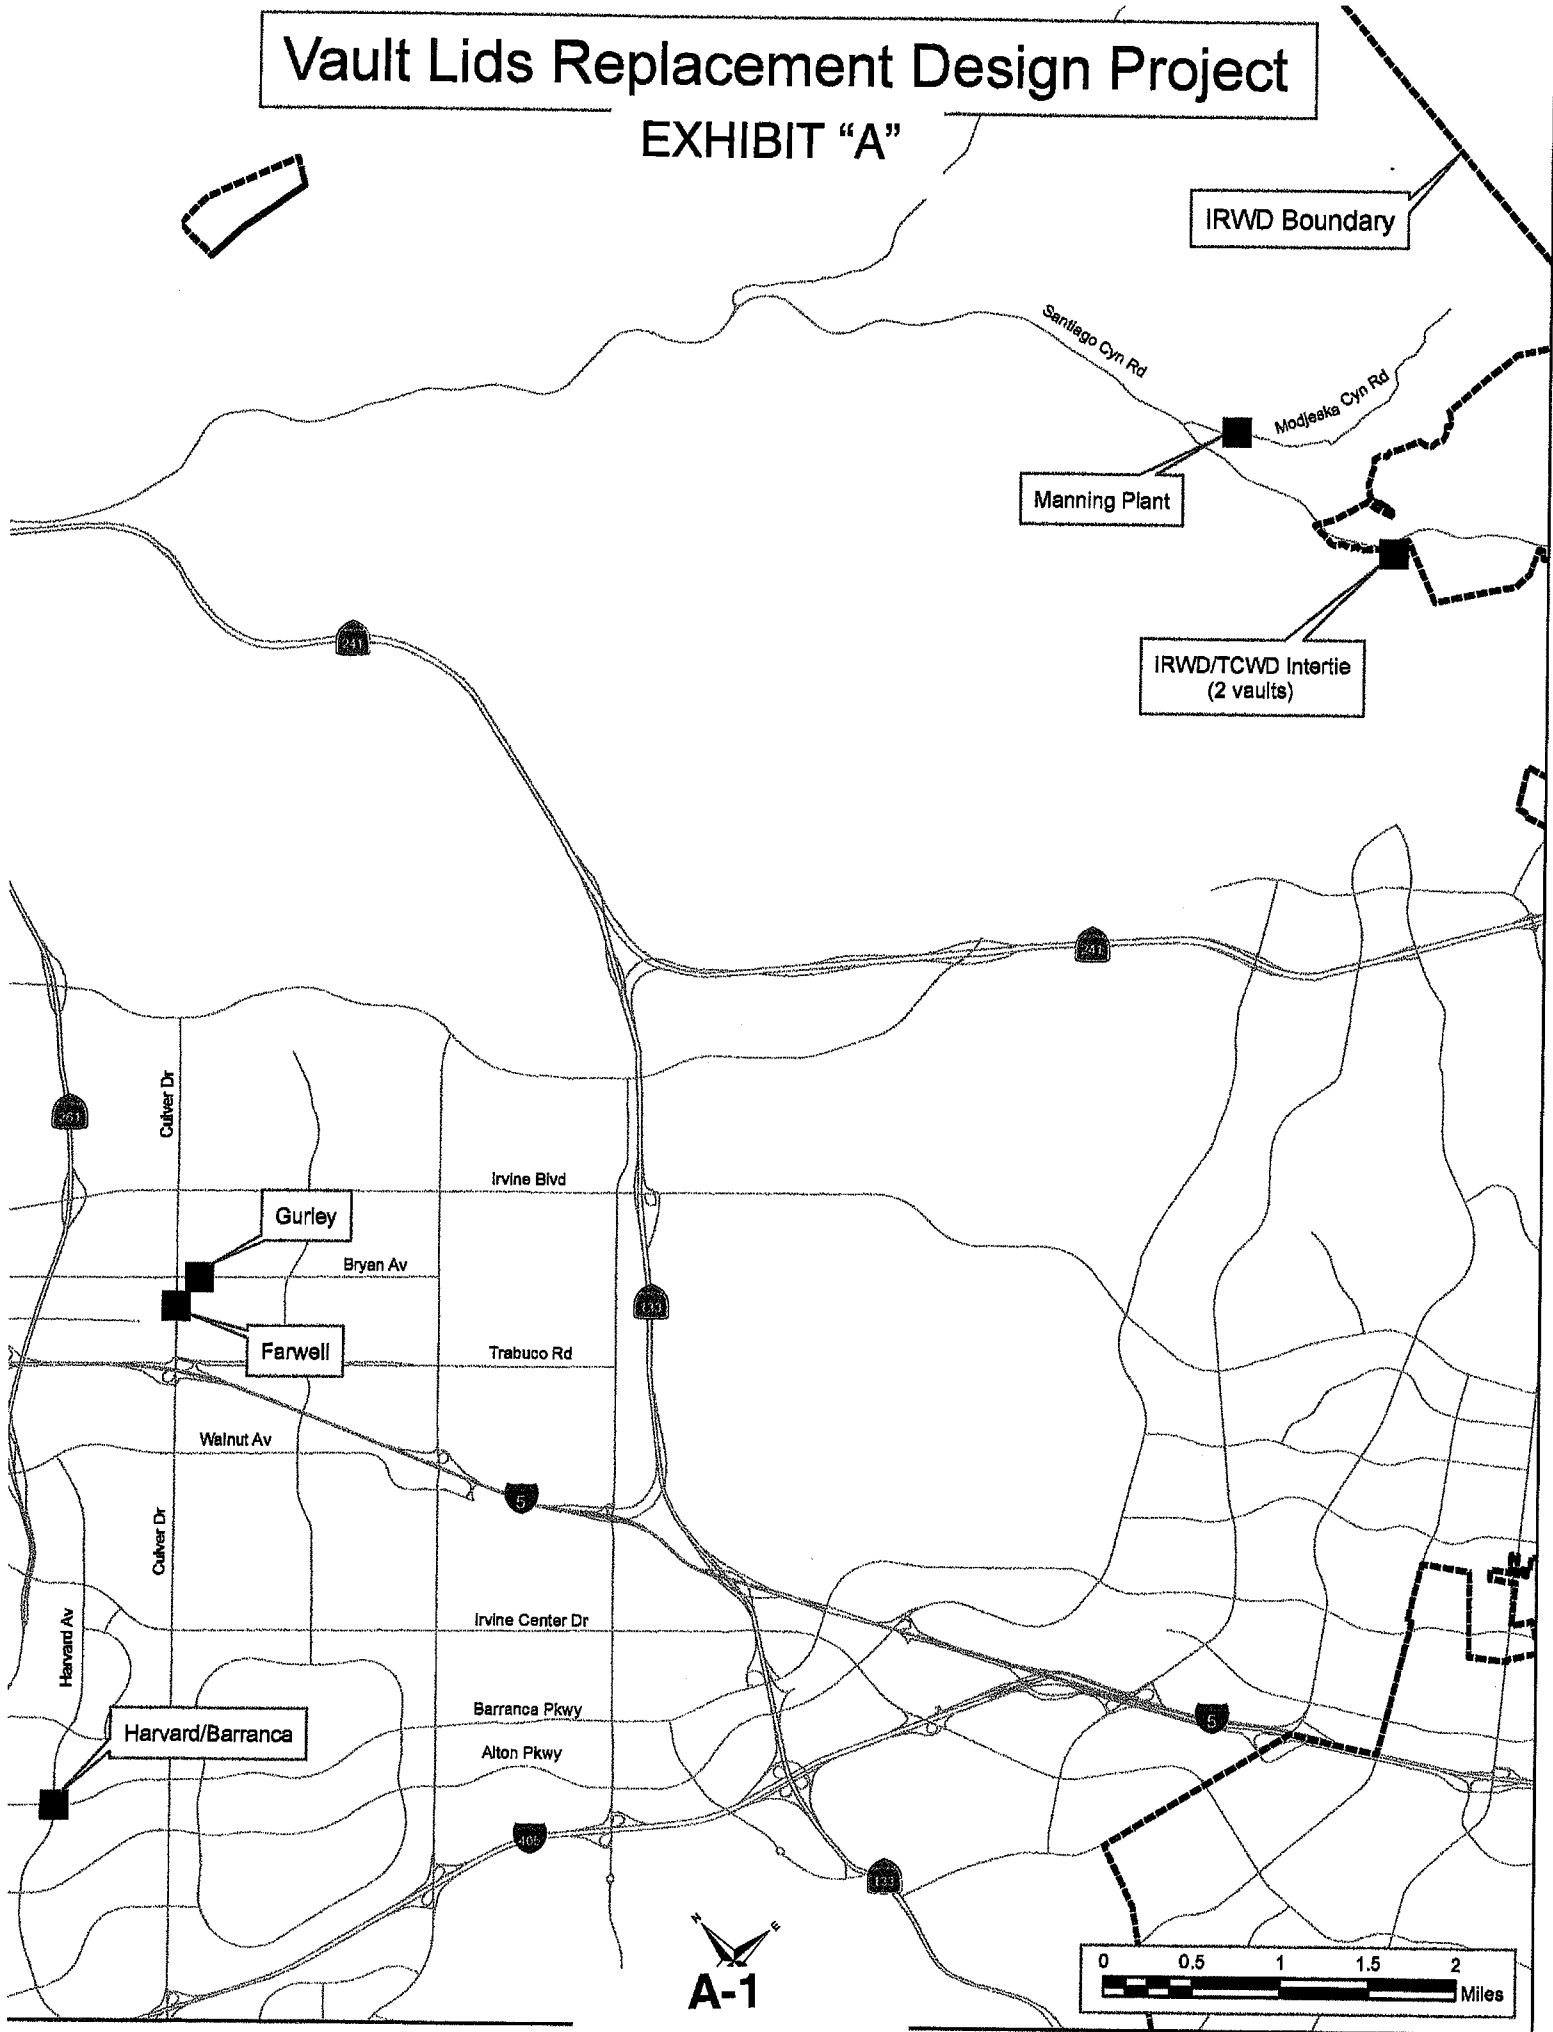 Vault Lids Replacement Design Project
EXHIBIT “A”
IRWD Boundary
Santiago Cyn Rd
Modjeska Cyn Rd
Manning Plant
IRWD/TCWD Intertie
(2 vaults)
241
241
261
Culver Dr
Irvine Blvd
Gurley
Bryan Av
133
Farwell
Trabuco Rd
Walnut Av
5
Culver Dr
Harvard Av
Irvine Center Dr
Barranca Pkwy
5
Harvard/Barranca
Alton Pkwy
405
133
N
E
A-1
0 0.5 1 1.5 2
Miles